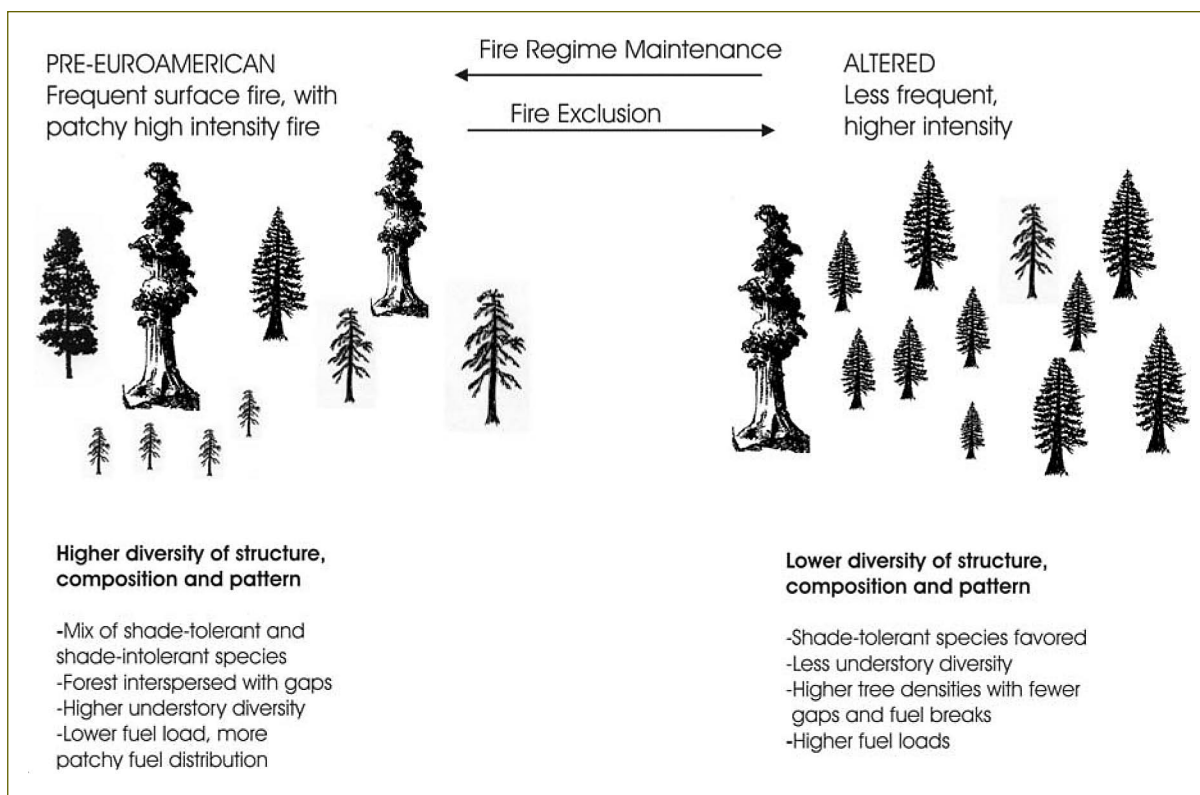 PRE-EUROAMERICAN
Frequent surface fire, with
patchy high intensity fire
Fire Regime Maintenance
Fire Exclusion
ALTERED
Less frequent,
higher intensity
Higher diversity of structure,
composition and pattern
-Mix of shade-tolerant and
shade-intolerant species
-Forest interspersed with gaps
-Higher understory diversity
-Lower fuel load, more
patchy fuel distribution
Lower diversity of structure,
composition and pattern
-Shade-tolerant species favored
-Less understory diversity
-Higher tree densities with fewer
gaps and fuel breaks
-Higher fuel loads